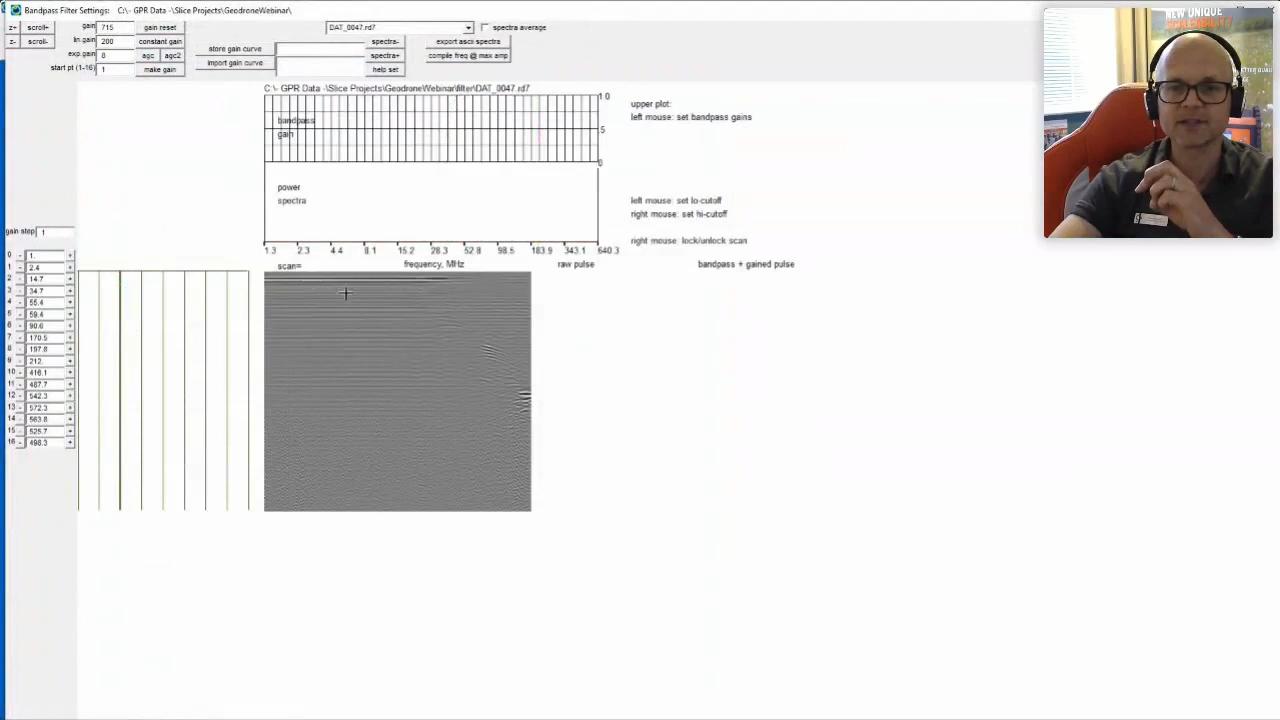 Bandpass Filter Settings: C:\- GPR Data -\Slice Projects\GeodroneWebinar\
z+ scroll+ gain 715 gain reset DAT_0047.rd7 spectra average
scroll- 200 constant gain spectra- batch ascii spectra
store gain curve
exp gain 0 agc agc2 spectra+ compile freq @ max amp
import gain curve
start pt (1-16) make gain help set
C:\- GPR Data -\Slice Projects\GeodroneWebinar\filter\DAT_0047.rd7
1 0
upper plot:
bandpass left mouse: set bandpass gains
gain 5
0
power
spectra left mouse: set lo-cutoff
right mouse: set hi-cutoff
gain step 1
right mouse: lock/unlock scan
1.3 2.3 4.4 8.1 15.2 28.3 52.8 98.5 183.9 343.1 640.3
scan= frequency, MHz raw pulse bandpass + gained pulse
0 - 1. +
1 - 2.4 +
2 - 14.7 +
3 - 34.7 +
4 - 55.4 +
5 - 59.4 +
6 - 90.6 +
7 - 170.5 +
8 - 197.8 +
9 - 212. +
10 - 416.1 +
11 - 487.7 +
12 - 542.3 +
13 - 572.3 +
14 - 563.8 +
15 - 525.7 +
16 - 498.3 +
NEW UNIQUE
SCALEABILITY